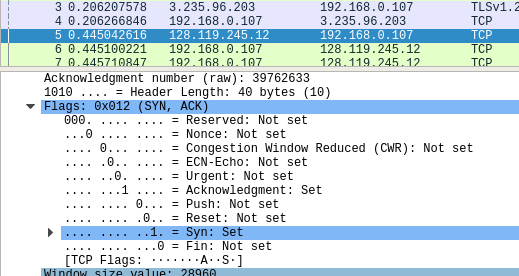 3 0.206207578 3.235.96.203 192.168.0.107 TLSv1.2
4 0.206266846 192.168.0.107 3.235.96.203 TCP
5 0.445042616 128.119.245.12 192.168.0.107 TCP
6 0.445100221 192.168.0.107 128.119.245.12 TCP
7 0.445710847 192.168.0.107 128.119.245.12 TCP
Acknowledgment number (raw): 39762633
1010 .... = Header Length: 40 bytes (10)
Flags: 0x012 (SYN, ACK)
000. .... .... = Reserved: Not set
...0 .... .... = Nonce: Not set
.... 0... .... = Congestion Window Reduced (CWR): Not set
.... .0.. .... = ECN-Echo: Not set
.... ..0. .... = Urgent: Not set
.... ...1 .... = Acknowledgment: Set
.... .... 0... = Push: Not set
.... .... .0.. = Reset: Not set
.... .... ..1. = Syn: Set
.... .... ...0 = Fin: Not set
[TCP Flags: ·······A··S·]
Window size value: 28960